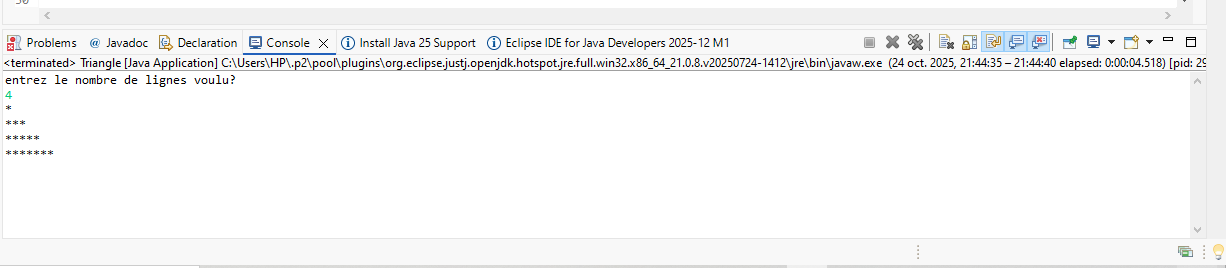 Problems @ Javadoc Declaration Console Install Java 25 Support Eclipse IDE for Java Developers 2025-12 M1
<terminated> Triangle [Java Application] C:\Users\HP\.p2\pool\plugins\org.eclipse.justj.openjdk.hotspot.jre.full.win32.x86_64_21.0.8.v20250724-1412\jre\bin\javaw.exe (24 oct. 2025, 21:44:35 – 21:44:40 elapsed: 0:00:04.518) [pid: 29
entrez le nombre de lignes voulu?
4
*
***
*****
*******